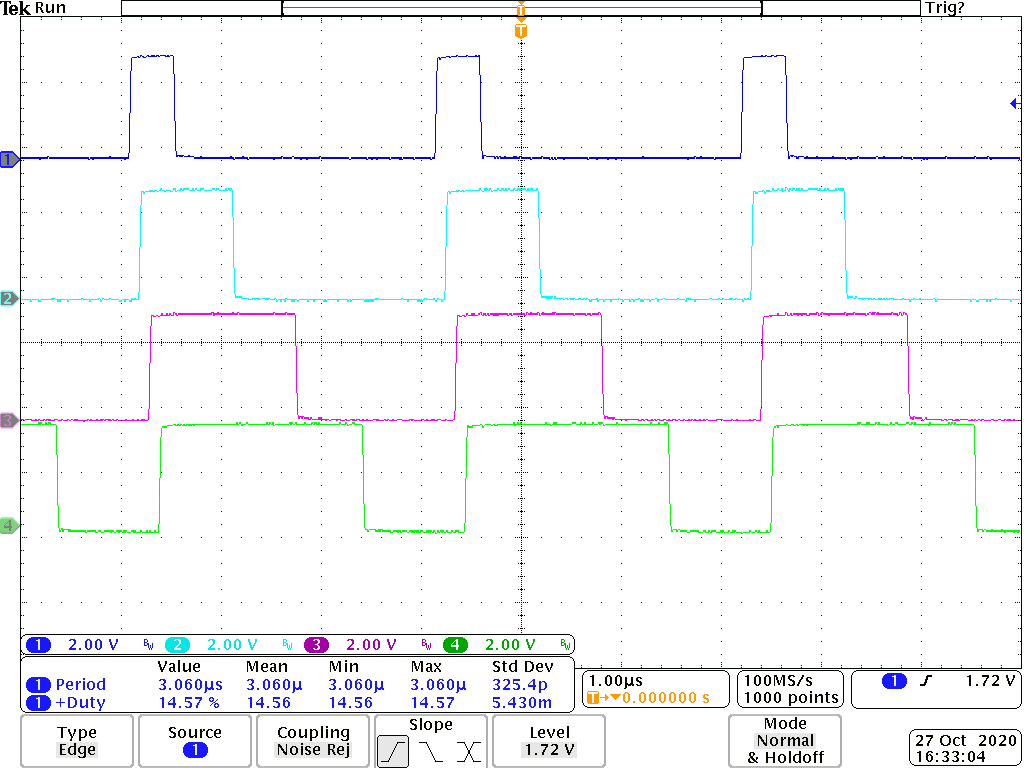 Tek Run Trig?
T
T
1
2
3
4
1 2.00 V BW 2 2.00 V BW 3 2.00 V BW 4 2.00 V BW
Value Mean Min Max Std Dev
1 Period 3.060µs 3.060µ 3.060µ 3.060µ 325.4p
1 +Duty 14.57 % 14.56 14.56 14.57 5.430m
1.00µs
T→▼0.000000 s
100MS/s
1000 points
1 1.72 V
Type
Edge
Source
1
Coupling
Noise Rej
Slope
Level
1.72 V
Mode
Normal
& Holdoff
27 Oct 2020
16:33:04